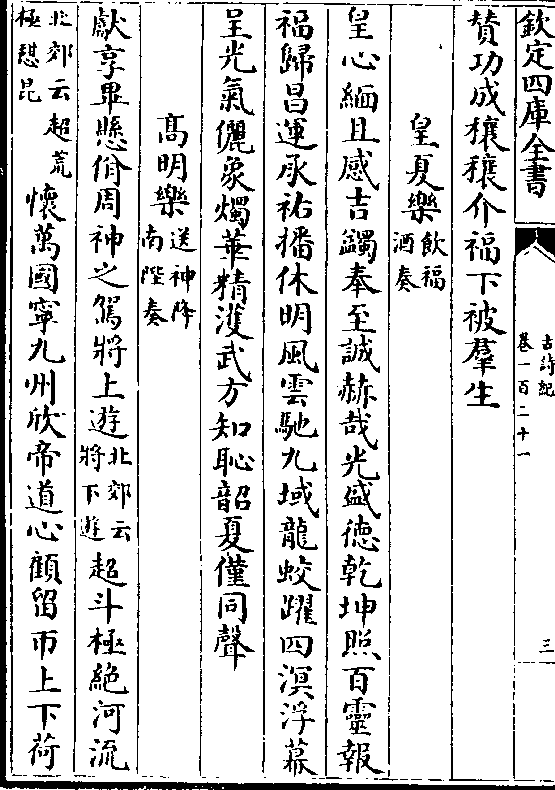 欽定四庫全書
古詩紀
卷一百二十一
三
贊功成穰穰介福下被羣生
皇夏樂飲福酒奏
皇心緬且感吉蠲奉至誠赫哉光盛德乾坤照百靈報
福歸昌運承祐播休明風雲馳九域龍蛟躍四溟浮幕
呈光氣儷象燭華精濩武方知恥韶夏僅同聲
高明樂送神降南陛奏
獻享畢懸佾周神之駕將上遊北郊云將下遊超斗極絶河流
北郊云超荒極憇昆懷萬國寧九州欣帝道心顧留帀上下荷